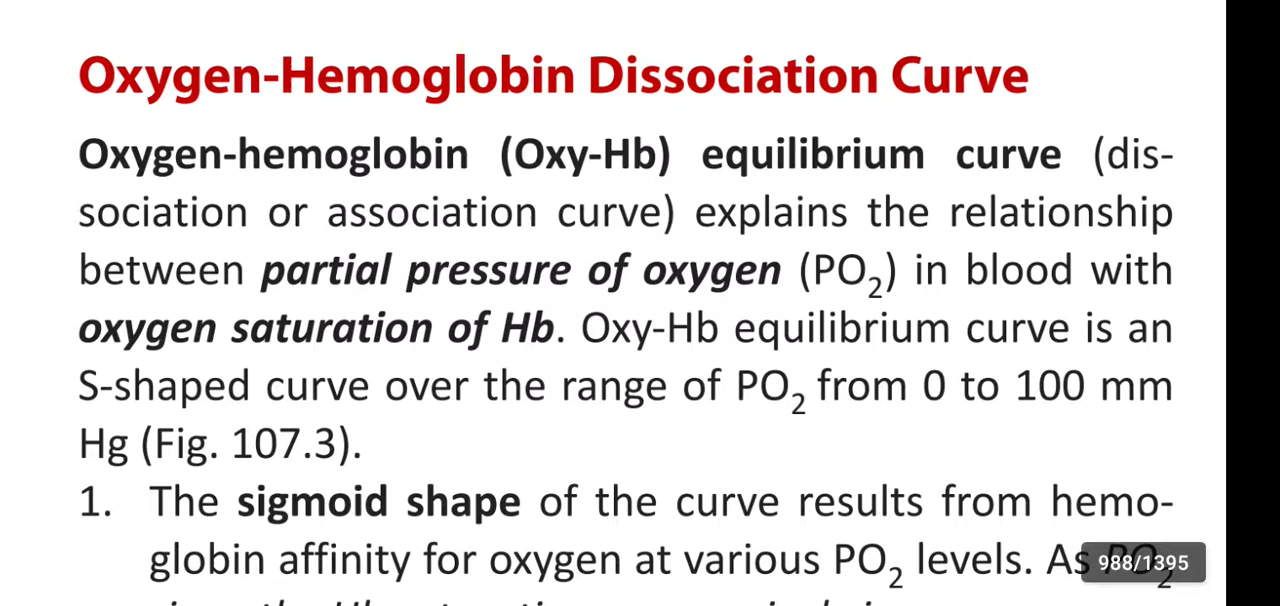 Oxygen-Hemoglobin Dissociation Curve
Oxygen-hemoglobin (Oxy-Hb) equilibrium curve (dis-
sociation or association curve) explains the relationship
between partial pressure of oxygen (PO₂) in blood with
oxygen saturation of Hb. Oxy-Hb equilibrium curve is an
S-shaped curve over the range of PO₂ from 0 to 100 mm
Hg (Fig. 107.3).
1. The sigmoid shape of the curve results from hemo-
globin affinity for oxygen at various PO₂ levels. As PO₂
988/1395